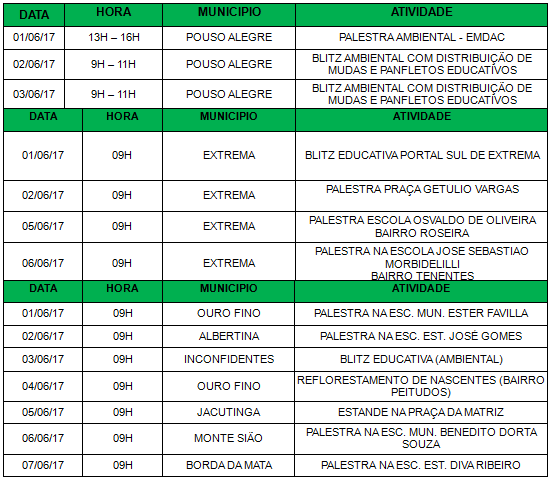 DATA HORA MUNICIPIO ATIVIDADE
01/06/17 13H – 16H POUSO ALEGRE PALESTRA AMBIENTAL - EMDAC
02/06/17 9H – 11H POUSO ALEGRE BLITZ AMBIENTAL COM DISTRIBUIÇÃO DE
MUDAS E PANFLETOS EDUCATÍVOS
03/06/17 9H – 11H POUSO ALEGRE BLITZ AMBIENTAL COM DISTRIBUIÇÃO DE
MUDAS E PANFLETOS EDUCATÍVOS
DATA HORA MUNICIPIO ATIVIDADE
01/06/17 09H EXTREMA BLITZ EDUCATIVA PORTAL SUL DE EXTREMA
02/06/17 09H EXTREMA PALESTRA PRAÇA GETULIO VARGAS
05/06/17 09H EXTREMA PALESTRA ESCOLA OSVALDO DE OLIVEIRA
BAIRRO ROSEIRA
06/06/17 09H EXTREMA PALESTRA NA ESCOLA JOSE SEBASTIAO
MORBIDELILLI
BAIRRO TENENTES
DATA HORA MUNICIPIO ATIVIDADE
01/06/17 09H OURO FINO PALESTRA NA ESC. MUN. ESTER FAVILLA
02/06/17 09H ALBERTINA PALESTRA NA ESC. EST. JOSÉ GOMES
03/06/17 09H INCONFIDENTES BLITZ EDUCATIVA (AMBIENTAL)
04/06/17 09H OURO FINO REFLORESTAMENTO DE NASCENTES (BAIRRO
PEITUDOS)
05/06/17 09H JACUTINGA ESTANDE NA PRAÇA DA MATRIZ
06/06/17 09H MONTE SIÃO PALESTRA NA ESC. MUN. BENEDITO DORTA
SOUZA
07/06/17 09H BORDA DA MATA PALESTRA NA ESC. EST. DIVA RIBEIRO